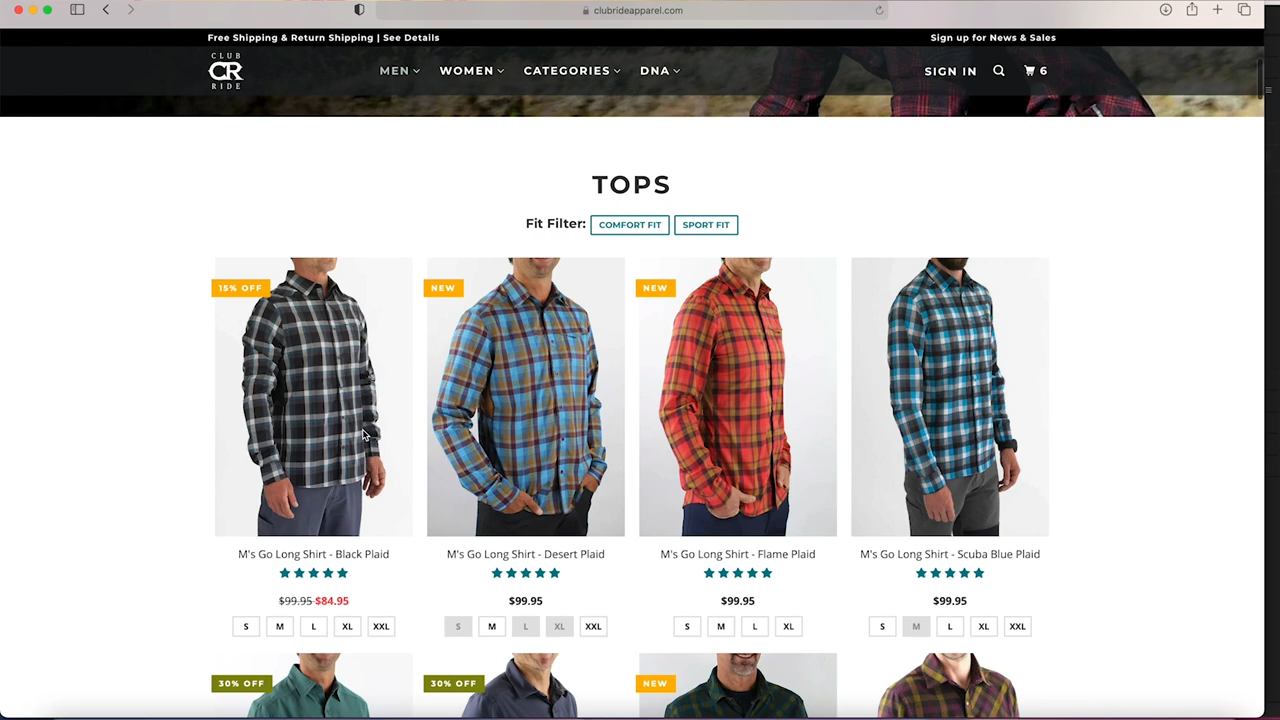 clubrideapparel.com
Free Shipping & Return Shipping | See Details
Sign up for News & Sales
CLUB
CR
RIDE
MEN
WOMEN
CATEGORIES
DNA
SIGN IN
6
TOPS
Fit Filter:
COMFORT FIT
SPORT FIT
15% OFF
NEW
NEW
M's Go Long Shirt - Black Plaid
M's Go Long Shirt - Desert Plaid
M's Go Long Shirt - Flame Plaid
M's Go Long Shirt - Scuba Blue Plaid
$99.95 $84.95
$99.95
$99.95
$99.95
S M L XL XXL
S M L XL XXL
S M L XL
S M L XL XXL
30% OFF
30% OFF
NEW